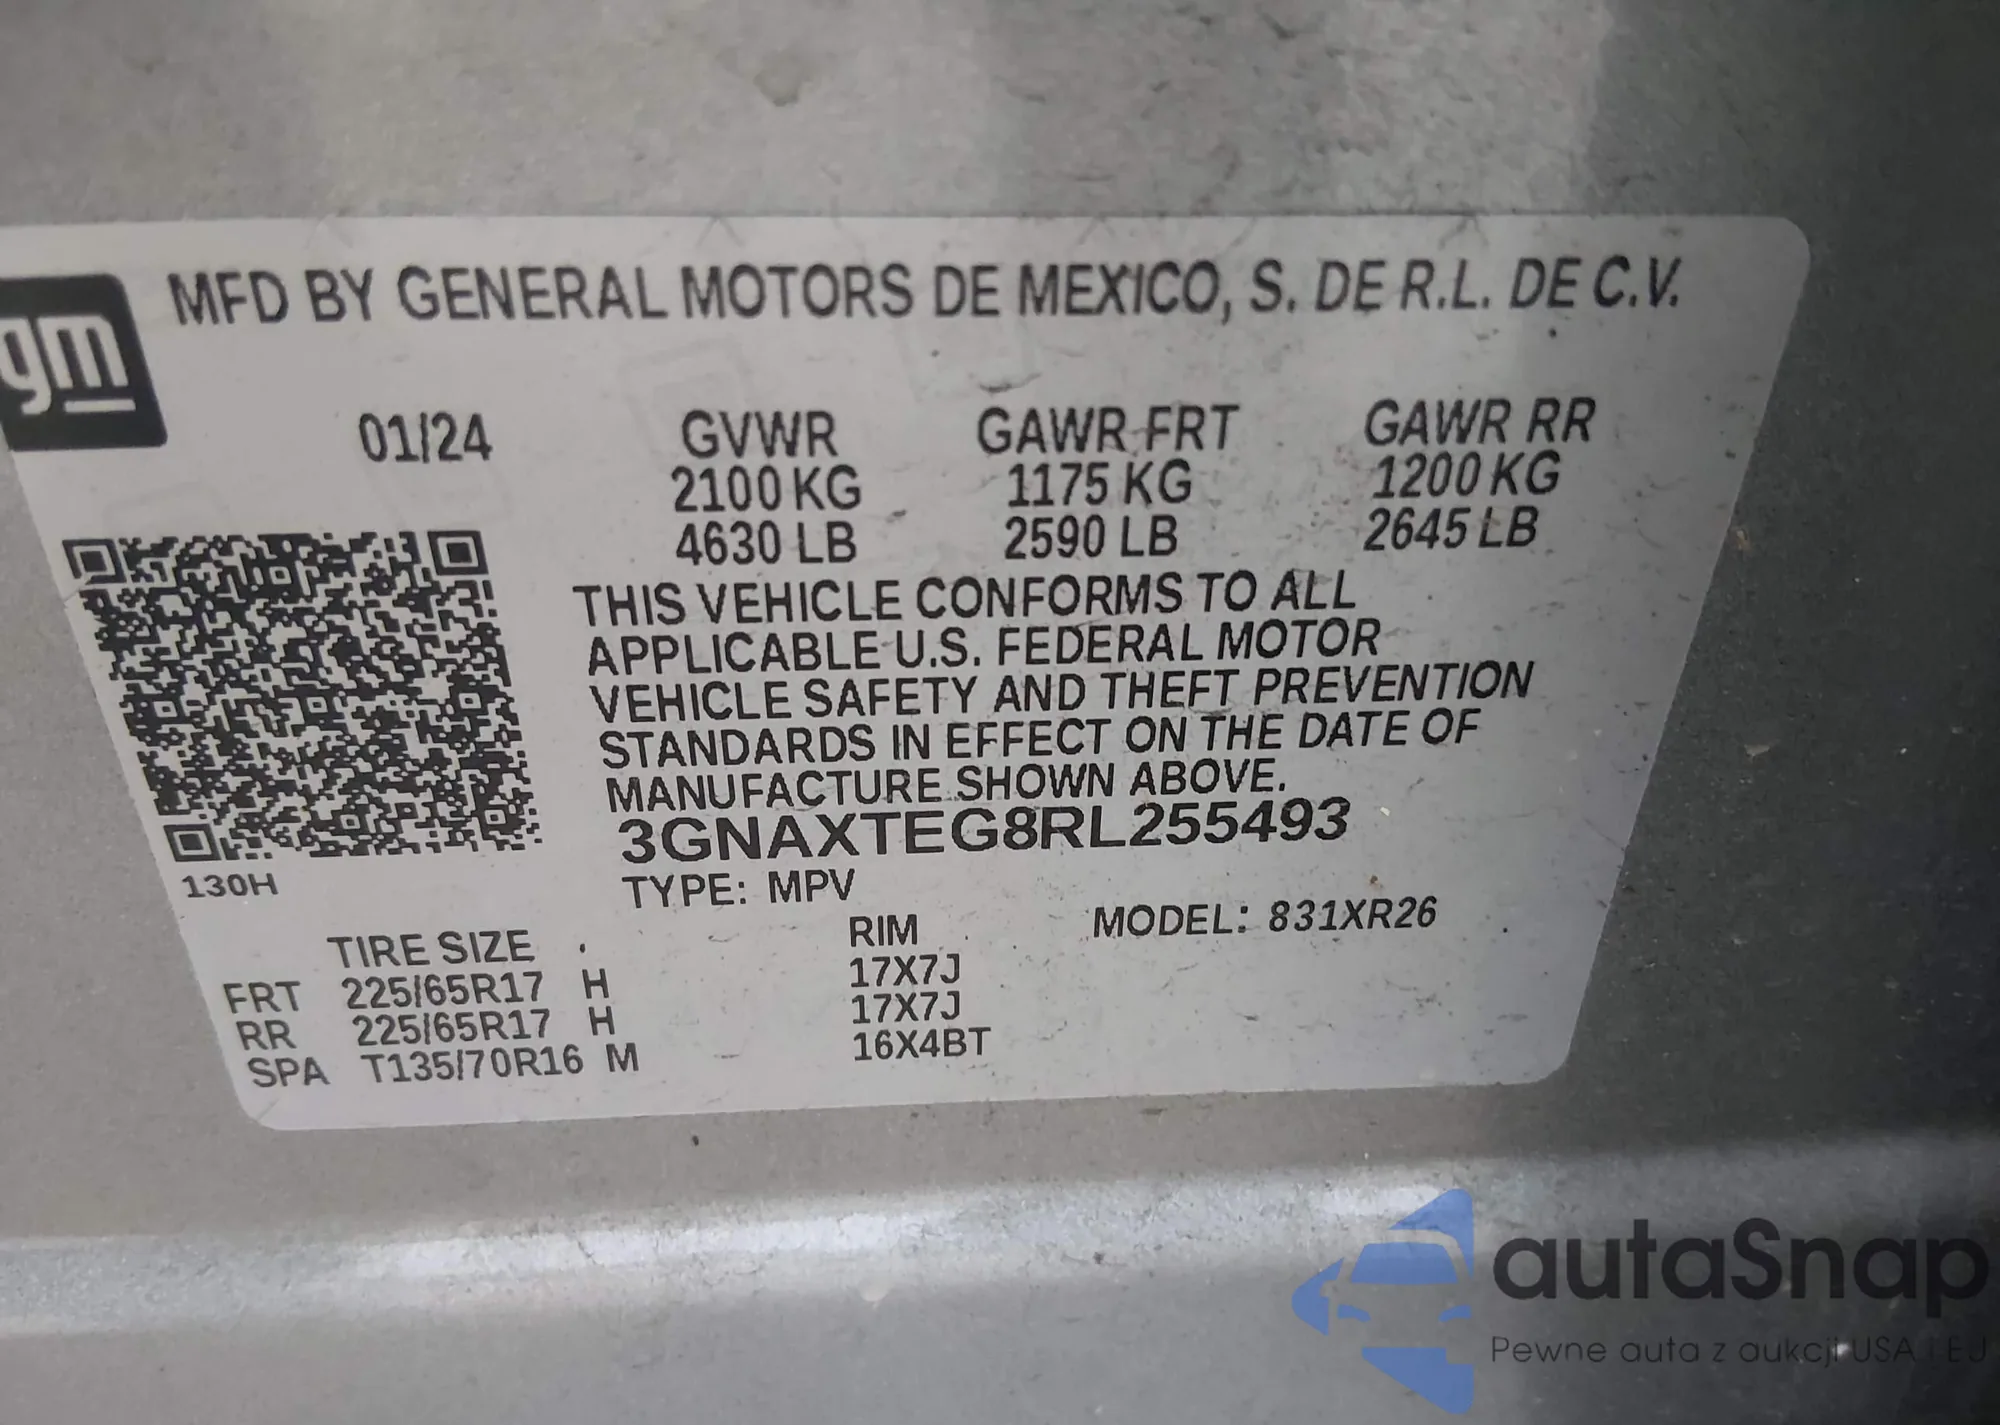 MFD BY GENERAL MOTORS DE MEXICO, S. DE R.L. DE C.V.
gm
01/24 GVWR GAWR FRT GAWR RR
2100 KG 1175 KG 1200 KG
4630 LB 2590 LB 2645 LB
THIS VEHICLE CONFORMS TO ALL
APPLICABLE U.S. FEDERAL MOTOR
VEHICLE SAFETY AND THEFT PREVENTION
STANDARDS IN EFFECT ON THE DATE OF
MANUFACTURE SHOWN ABOVE.
3GNAXTEG8RL255493
130H
TYPE: MPV
MODEL: 831XR26
TIRE SIZE RIM
FRT 225/65R17 H 17X7J
RR 225/65R17 H 17X7J
SPA T135/70R16 M 16X4BT
autaSnap
Pewne auta z aukcji USA i EU